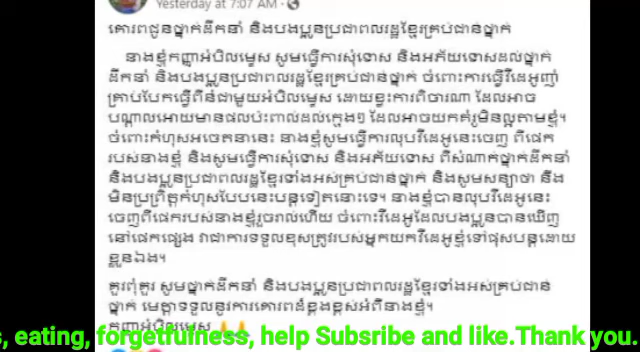 Yesterday at 7:07 AM
គោរពជូនថ្នាក់ដឹកនាំ និងបងប្អូនប្រជាពលរដ្ឋខ្មែរគ្រប់ជាន់ថ្នាក់
នាងខ្ញុំកញ្ញាអំបិលម្ទេស សូមធ្វើការសុំទោស និងអភ័យទោសដល់ថ្នាក់
ដឹកនាំ និងបងប្អូនប្រជាពលរដ្ឋខ្មែរគ្រប់ជាន់ថ្នាក់ ចំពោះការធ្វើវីដេអូញ៉ាំ
គ្រាប់បែកធ្វើពីនំជាមួយអំបិលម្ទេស ដោយខ្វះការពិចារណា ដែលអាច
បណ្តាលអោយមានផលប៉ះពាល់ដល់ក្មេងៗ ដែលអាចយកគំរូមិនល្អតាមខ្ញុំ។
ចំពោះកំហុសអចេតនានេះ នាងខ្ញុំសូមធ្វើការលុបវីដេអូនេះចេញ ពីផេក
របស់នាងខ្ញុំ និងសូមធ្វើការសុំទោស និងអភ័យទោស ពីសំណាក់ថ្នាក់ដឹកនាំ
និងបងប្អូនប្រជាពលរដ្ឋខ្មែរទាំងអស់គ្រប់ជាន់ថ្នាក់ និងសូមសន្យាថា នឹង
មិនប្រព្រឹត្តកំហុសបែបនេះបន្តទៀតនោះទេ។ នាងខ្ញុំបានលុបវីដេអូនេះ
ចេញពីផេករបស់នាងខ្ញុំរួចរាល់ហើយ ចំពោះវីដេអូដែលបងប្អូនបានឃើញ
នៅផេកផ្សេង វាជាការទទួលខុសត្រូវរបស់អ្នកយកវីដេអូខ្ញុំទៅផុសបន្តដោយ
ខ្លួនឯង។
គួរពុំគួរ សូមថ្នាក់ដឹកនាំ និងបងប្អូនប្រជាពលរដ្ឋខ្មែរទាំងអស់គ្រប់ជាន់
ថ្នាក់ មេត្តាទទួលនូវការគោរពដ៏ខ្ពង់ខ្ពស់អំពីនាងខ្ញុំ។
កញ្ញាអំបិលម្ទេស
s, eating, forgetfulness, help Subsribe and like.Thank you.